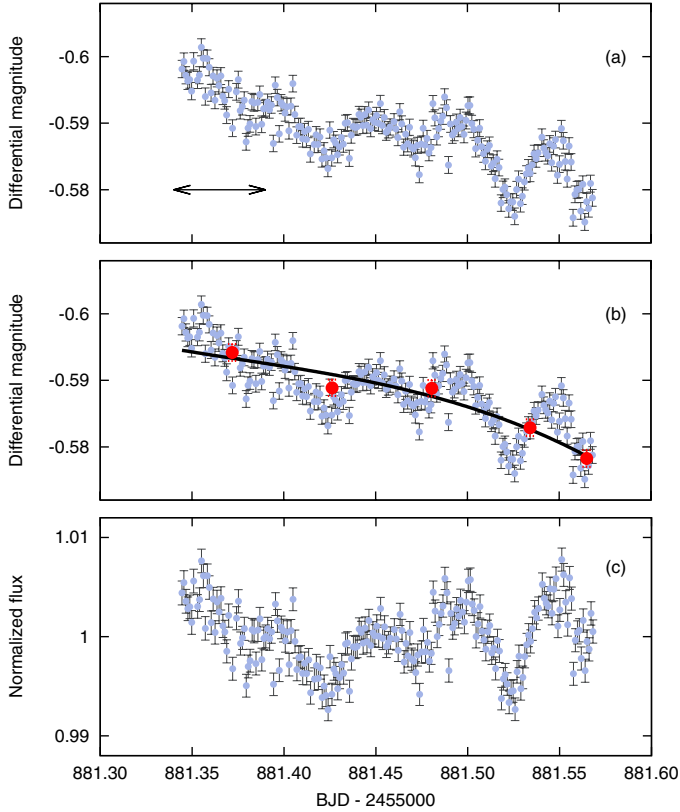 (a)
-0.6
-0.59
-0.58
Differential magnitude
(b)
-0.6
-0.59
-0.58
Differential magnitude
(c)
1.01
1
0.99
Normalized flux
881.30 881.35 881.40 881.45 881.50 881.55 881.60
BJD - 2455000